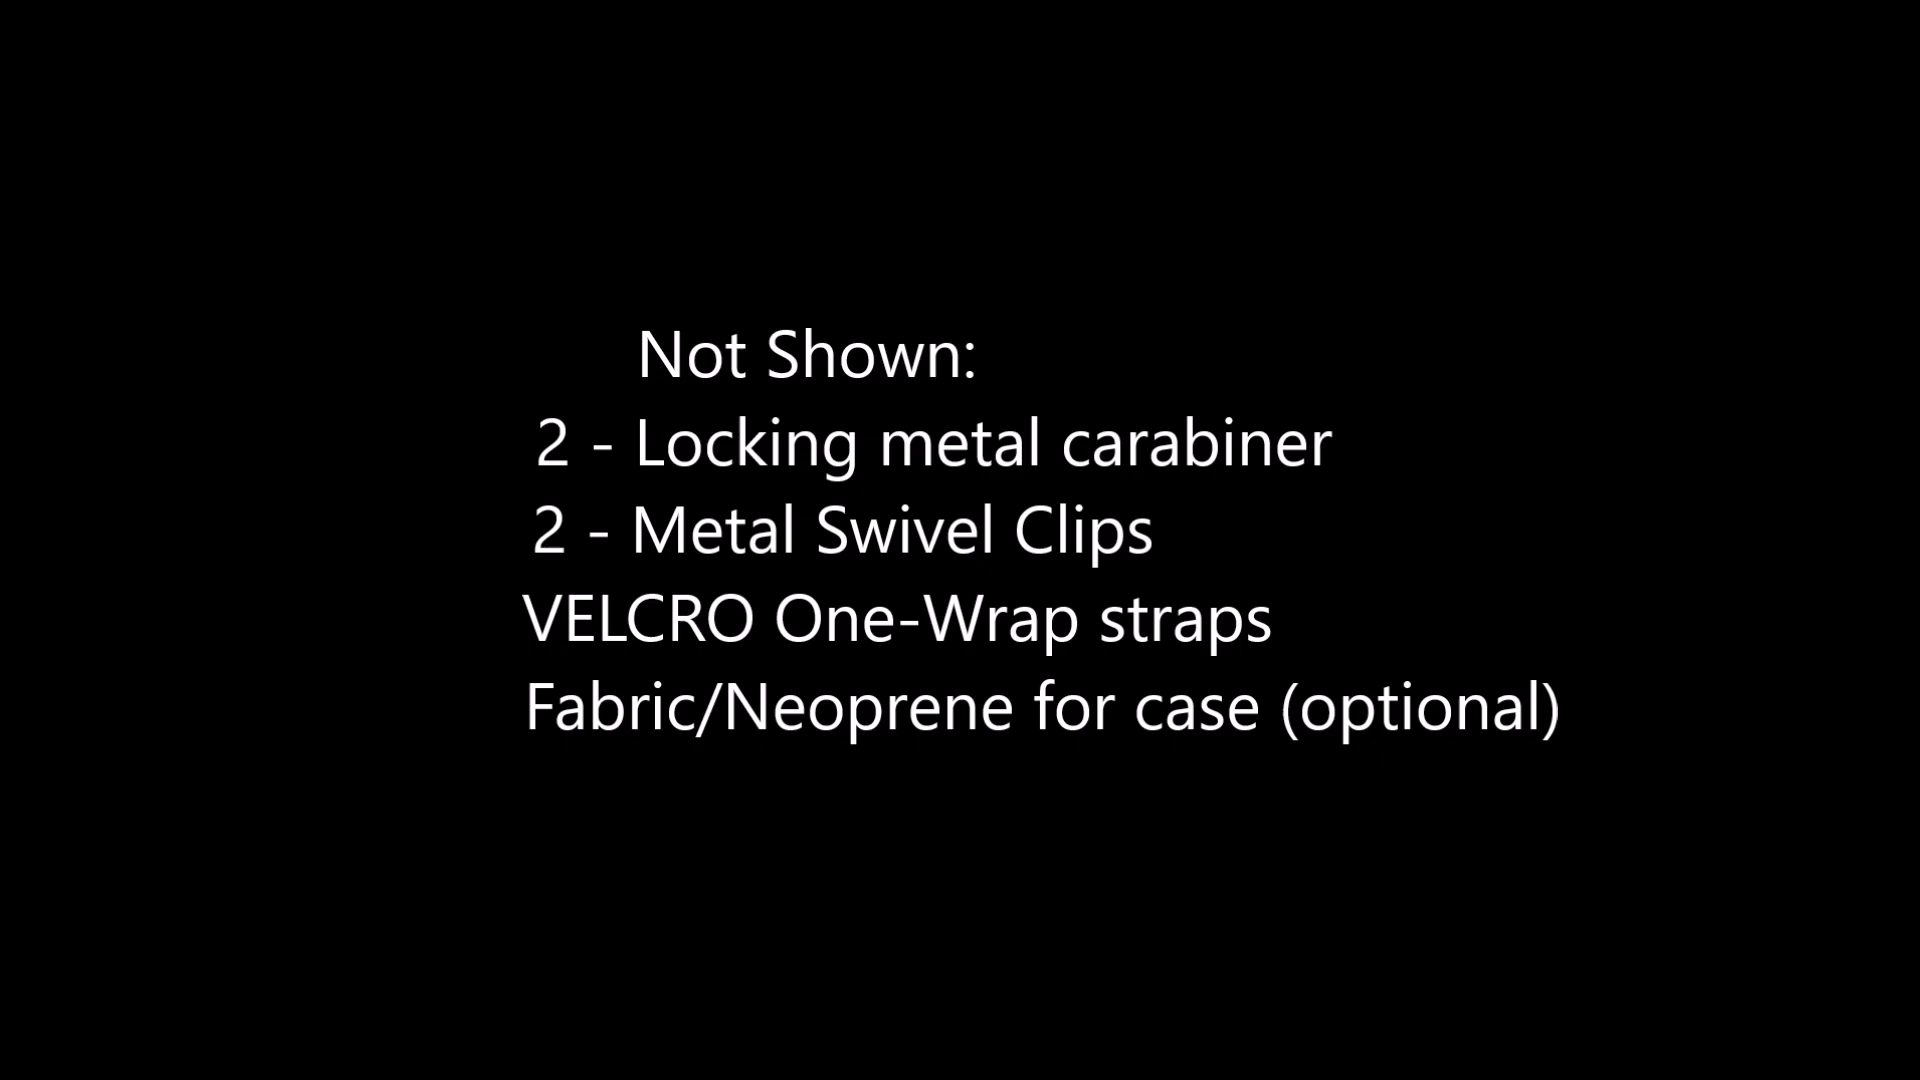 Not Shown:
2 - Locking metal carabiner
2 - Metal Swivel Clips
VELCRO One-Wrap straps
Fabric/Neoprene for case (optional)